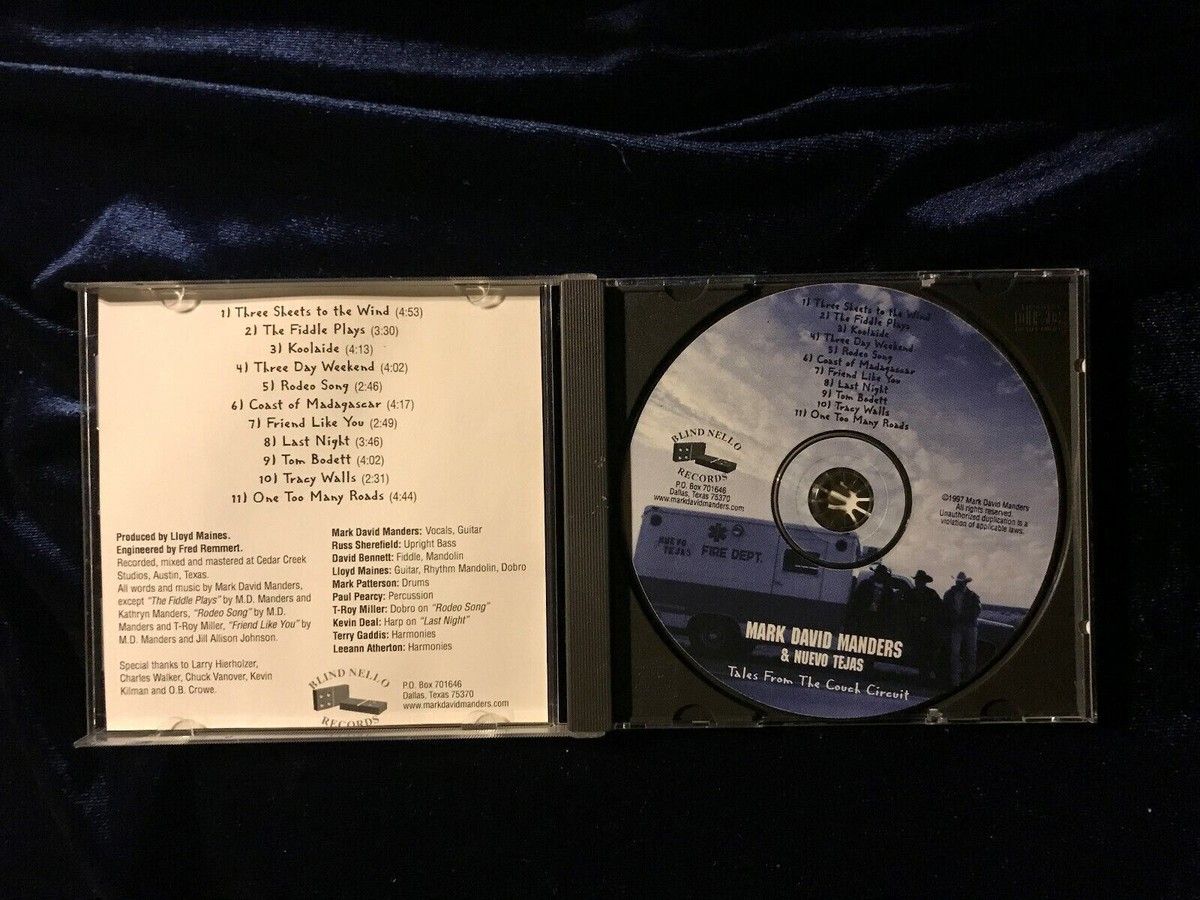 1) Three Sheets to the Wind (4:53)
2) The Fiddle Plays (3:30)
3) Koolaide (4:13)
4) Three Day Weekend (4:02)
5) Rodeo Song (2:46)
6) Coast of Madagascar (4:17)
7) Friend Like You (2:49)
8) Last Night (3:46)
9) Tom Bodett (4:02)
10) Tracy Walls (2:31)
11) One Too Many Roads (4:44)
Produced by Lloyd Maines.
Engineered by Fred Remmert.
Recorded, mixed and mastered at Cedar Creek
Studios, Austin, Texas.
All words and music by Mark David Manders,
except "The Fiddle Plays" by M.D. Manders and
Kathryn Manders, "Rodeo Song" by M.D.
Manders and T-Roy Miller, "Friend Like You" by
M.D. Manders and Jill Allison Johnson.
Special thanks to Larry Hierholzer,
Charles Walker, Chuck Vanover, Kevin
Kilman and O.B. Crowe.
Mark David Manders: Vocals, Guitar
Russ Sherefield: Upright Bass
David Bennett: Fiddle, Mandolin
Lloyd Maines: Guitar, Rhythm Mandolin, Dobro
Mark Patterson: Drums
Paul Pearcy: Percussion
T-Roy Miller: Dobro on "Rodeo Song"
Kevin Deal: Harp on "Last Night"
Terry Gaddis: Harmonies
Leeann Atherton: Harmonies
BLIND NELLO
RECORDS
P.O. Box 701646
Dallas, Texas 75370
www.markdavidmanders.com
1) Three Sheets to the Wind
2) The Fiddle Plays
3) Koolaide
4) Three Day Weekend
5) Rodeo Song
6) Coast of Madagascar
7) Friend Like You
8) Last Night
9) Tom Bodett
10) Tracy Walls
11) One Too Many Roads
BLIND NELLO
RECORDS
P.O. Box 701646
Dallas, Texas 75370
www.markdavidmanders.com
©1997 Mark David Manders
All rights reserved.
Unauthorized duplication is a
violation of applicable laws.
NUEVO
TEJAS
FIRE DEPT.
MARK DAVID MANDERS
& NUEVO TEJAS
Tales From The Couch Circuit